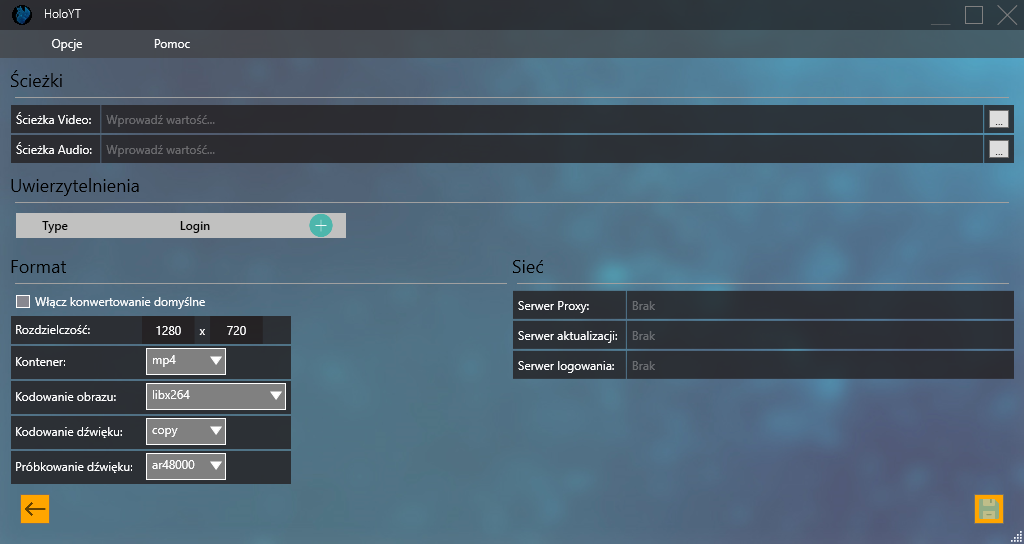 HoloYT
Opcje Pomoc
Ścieżki
Ścieżka Video: Wprowadź wartość... ...
Ścieżka Audio: Wprowadź wartość... ...
Uwierzytelnienia
Type Login
Format
Włącz konwertowanie domyślne
Rozdzielczość: 1280 x 720
Kontener: mp4
Kodowanie obrazu: libx264
Kodowanie dźwięku: copy
Próbkowanie dźwięku: ar48000
Sieć
Serwer Proxy: Brak
Serwer aktualizacji: Brak
Serwer logowania: Brak